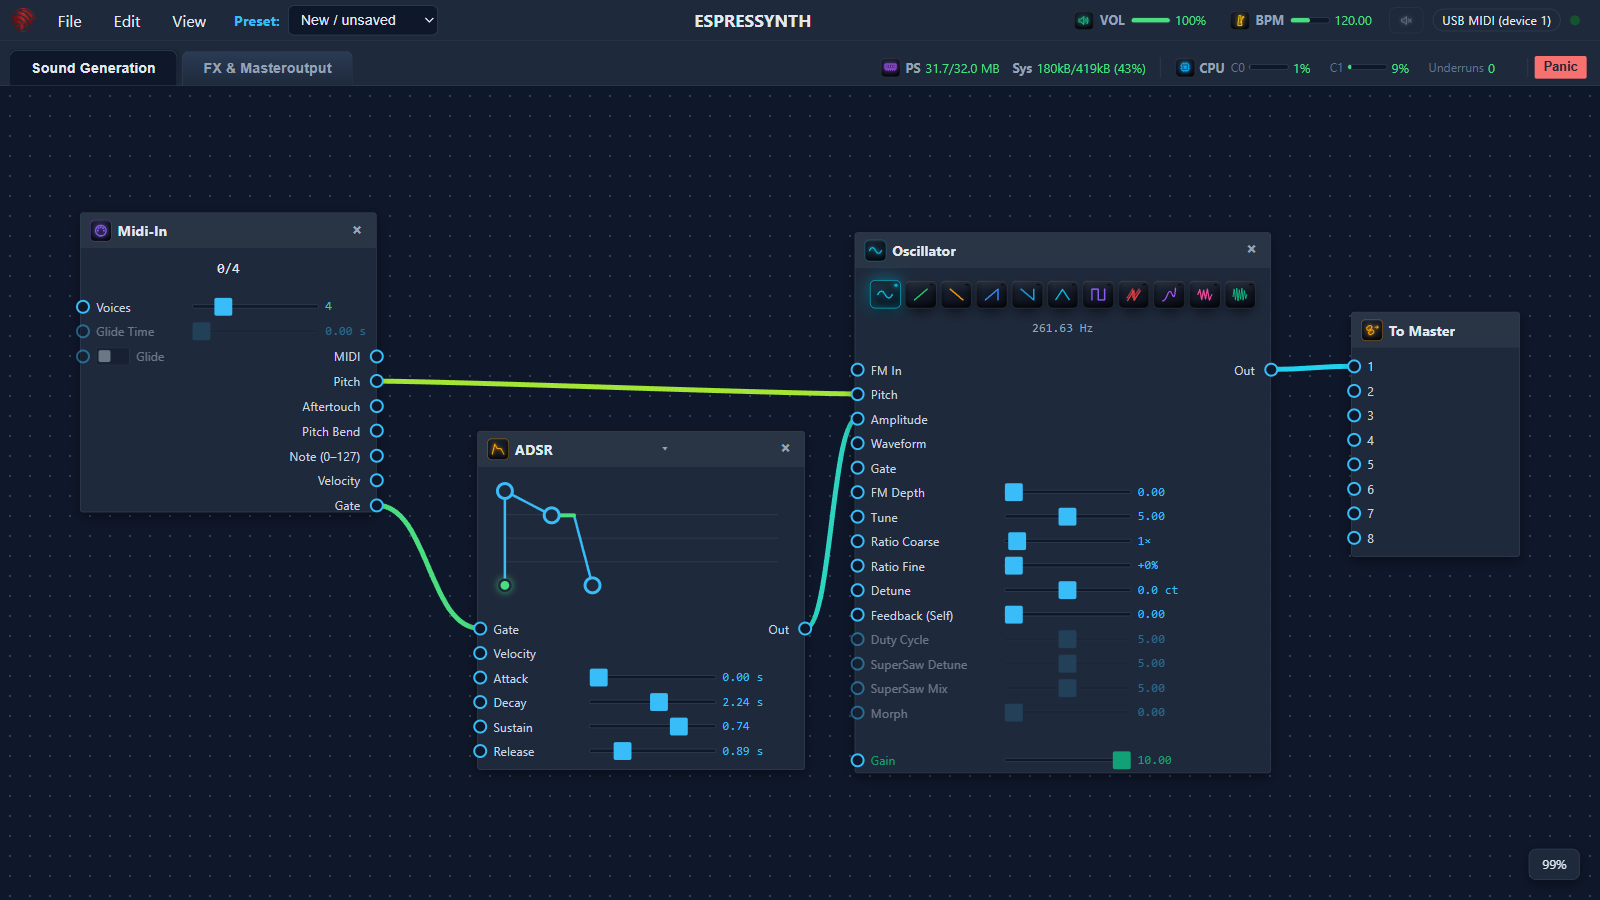 File Edit View Preset: New / unsaved ESPRESSYNTH VOL 100% BPM 120.00 USB MIDI (device 1)
Sound Generation FX & Masteroutput PS 31.7/32.0 MB Sys 180kB/419kB (43%) CPU C0 1% C1 9% Underruns 0 Panic
Midi-In ×
0/4
Voices 4
Glide Time 0.00 s
Glide
MIDI
Pitch
Aftertouch
Pitch Bend
Note (0–127)
Velocity
Gate
ADSR ×
Gate Out
Velocity
Attack 0.00 s
Decay 2.24 s
Sustain 0.74
Release 0.89 s
Oscillator ×
261.63 Hz
FM In Out
Pitch
Amplitude
Waveform
Gate
FM Depth 0.00
Tune 5.00
Ratio Coarse 1×
Ratio Fine +0%
Detune 0.0 ct
Feedback (Self) 0.00
Duty Cycle 5.00
SuperSaw Detune 5.00
SuperSaw Mix 5.00
Morph 0.00
Gain 10.00
To Master
1
2
3
4
5
6
7
8
99%